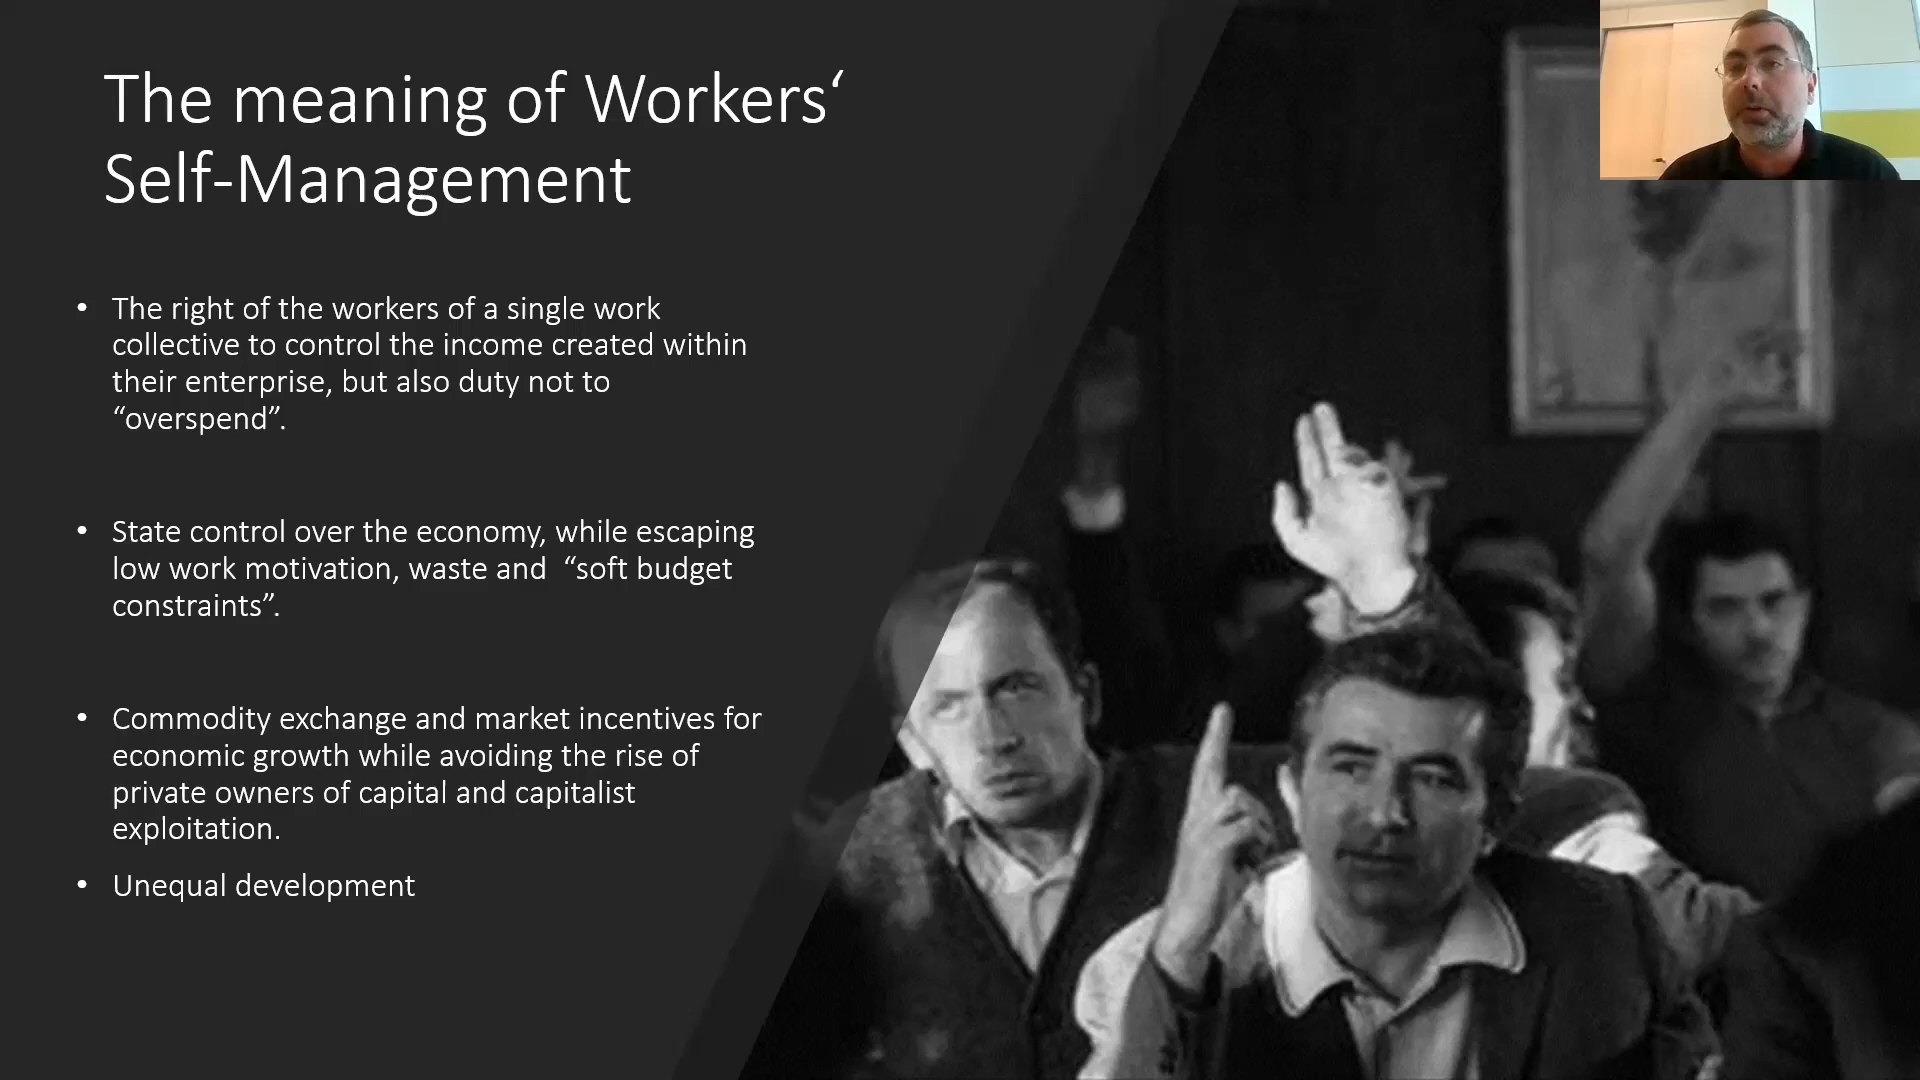 The meaning of Workers‘
Self-Management
• The right of the workers of a single work
collective to control the income created within
their enterprise, but also duty not to
“overspend”.
• State control over the economy, while escaping
low work motivation, waste and “soft budget
constraints”.
• Commodity exchange and market incentives for
economic growth while avoiding the rise of
private owners of capital and capitalist
exploitation.
• Unequal development